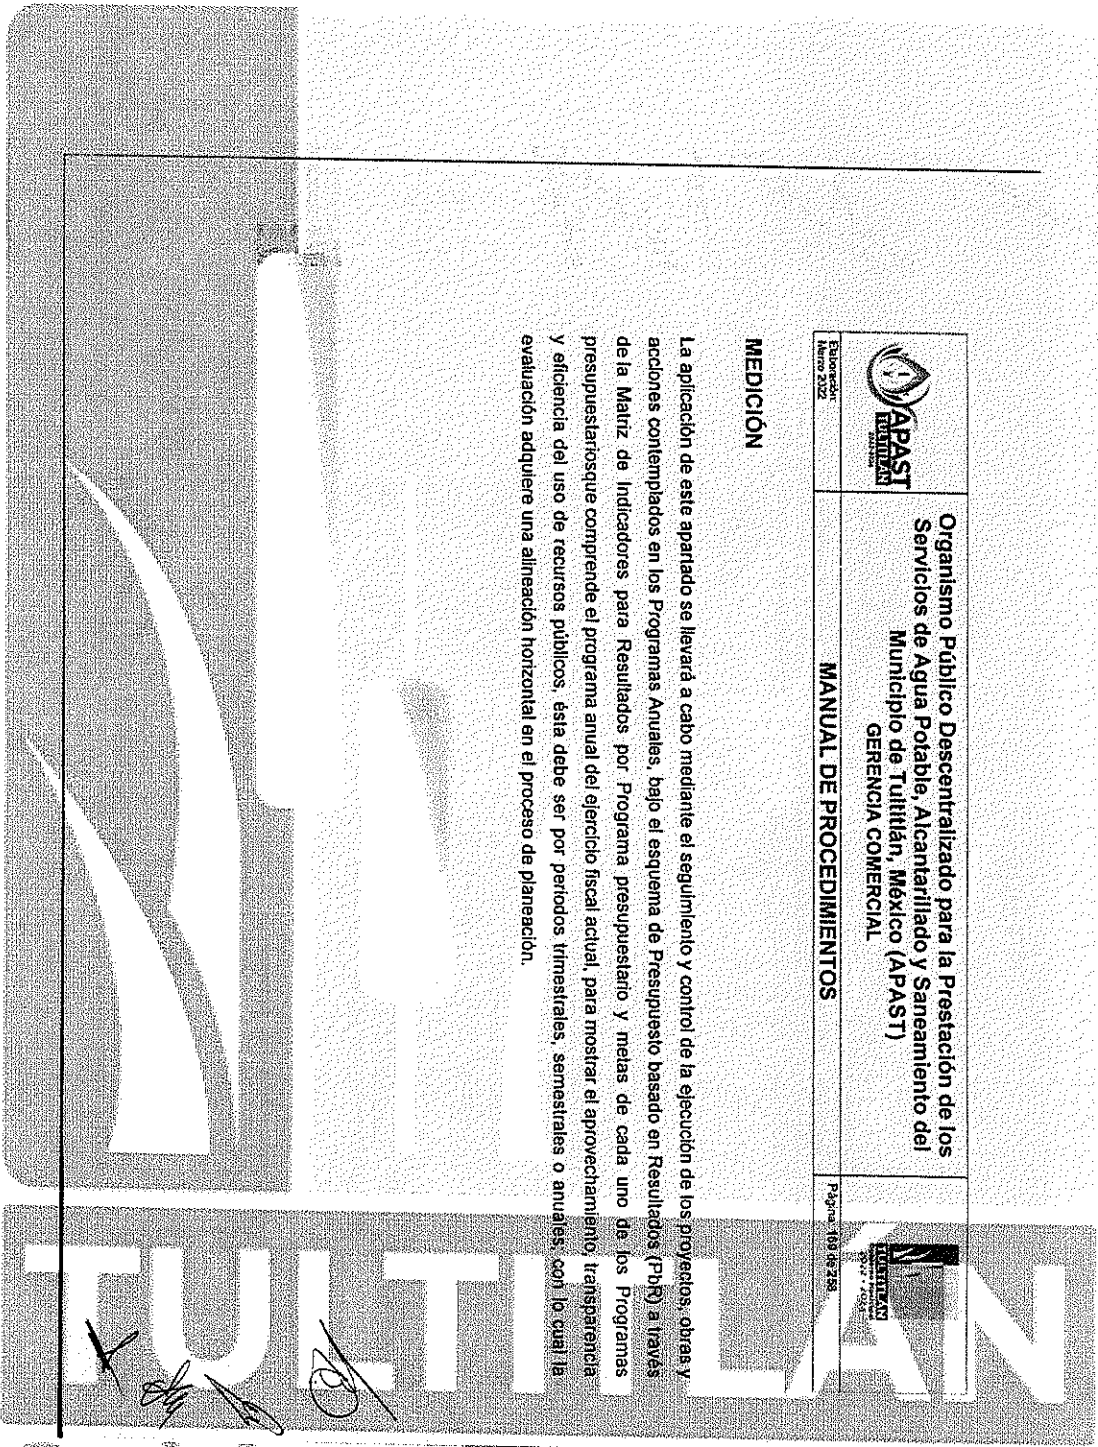 APAST
TULTITLÁN
Organismo Público Descentralizado para la Prestación de los
Servicios de Agua Potable, Alcantarillado y Saneamiento del
Municipio de Tultitlán, México (APAST)
GERENCIA COMERCIAL
TULTITLÁN
2022 - 2024
Elaboración:
Marzo 2022
MANUAL DE PROCEDIMIENTOS
Página: 169 de 258
MEDICIÓN
La aplicación de este apartado se llevará a cabo mediante el seguimiento y control de la ejecución de los proyectos, obras y
acciones contemplados en los Programas Anuales, bajo el esquema de Presupuesto basado en Resultados (PbR) a través
de la Matriz de Indicadores para Resultados por Programa presupuestario y metas de cada uno de los Programas
presupuestariosque comprende el programa anual del ejercicio fiscal actual, para mostrar el aprovechamiento, transparencia
y eficiencia del uso de recursos públicos, ésta debe ser por periodos trimestrales, semestrales o anuales, con lo cual la
evaluación adquiere una alineación horizontal en el proceso de planeación.
TULTITLÁN